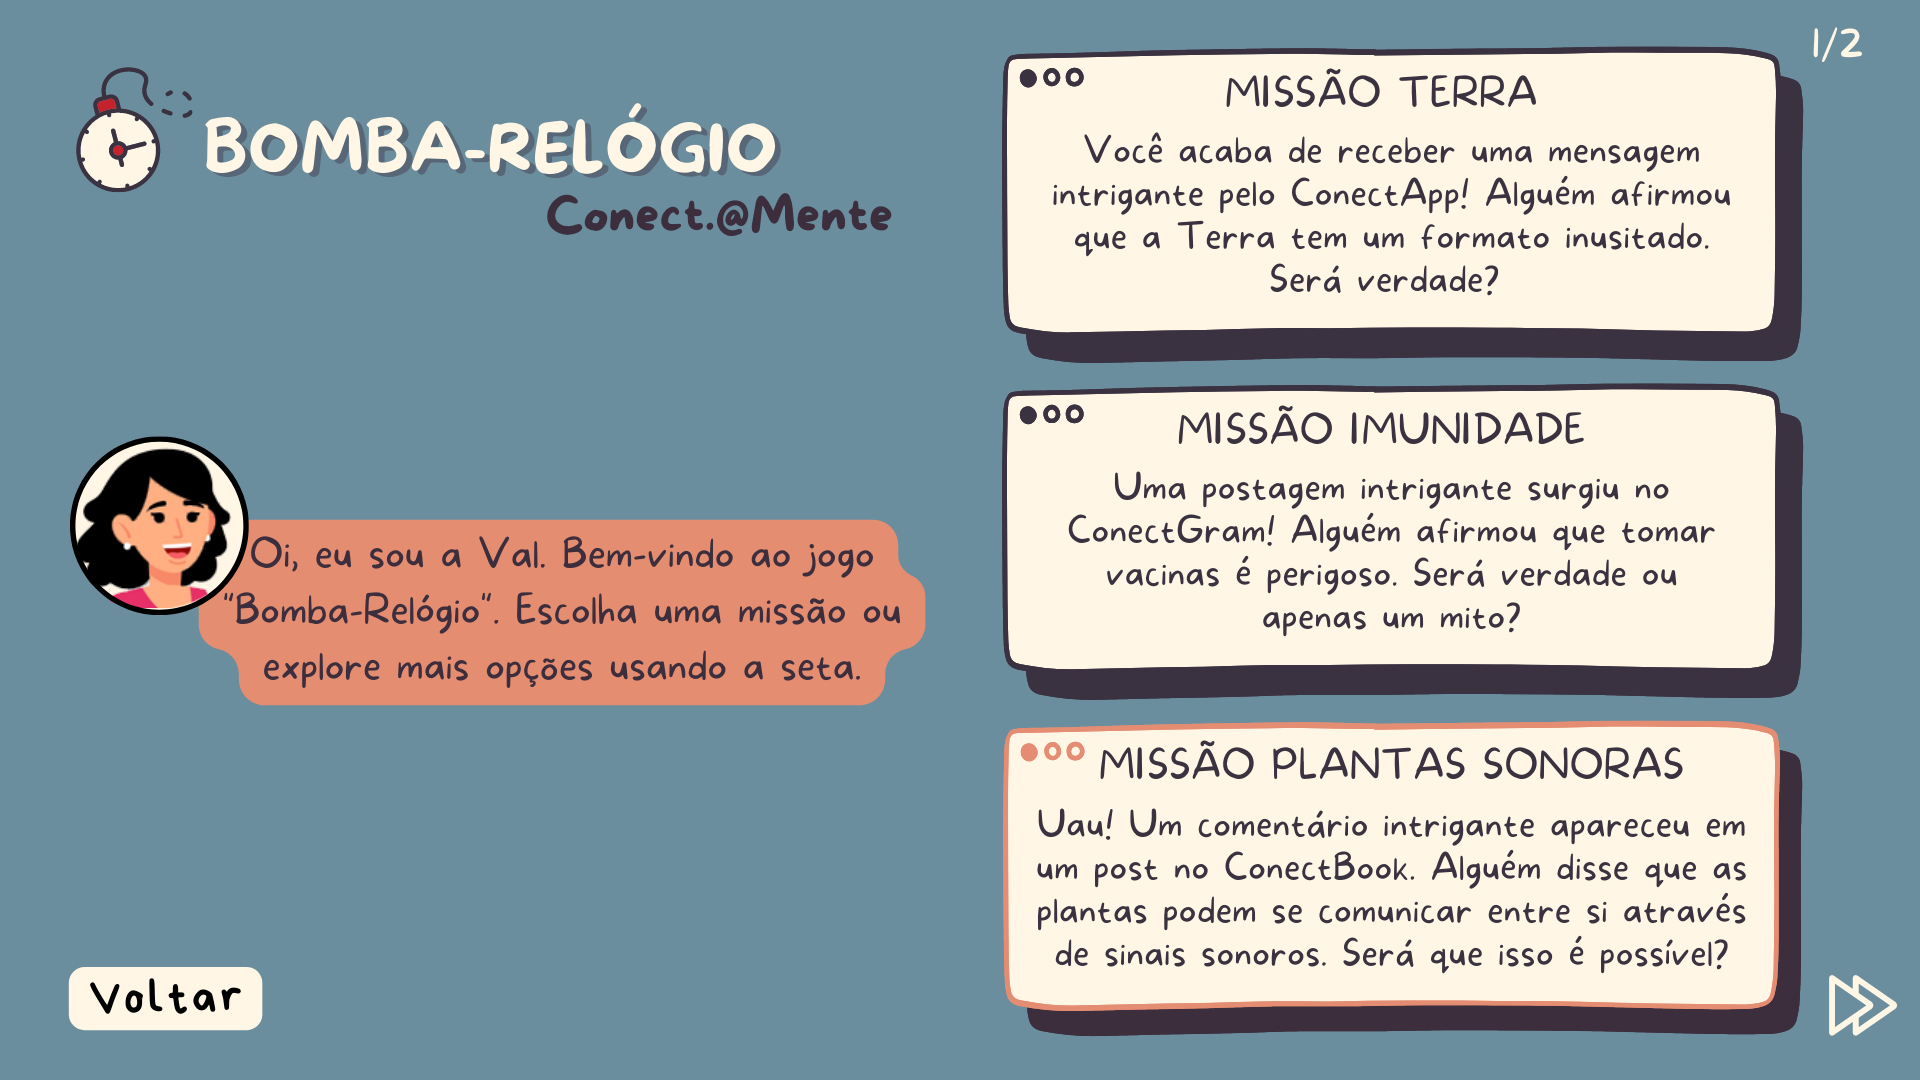 BOMBA-RELÓGIO
Conect.@Mente
Oi, eu sou a Val. Bem-vindo ao jogo
"Bomba-Relógio". Escolha uma missão ou
explore mais opções usando a seta.
Voltar
1/2
MISSÃO TERRA
Você acaba de receber uma mensagem
intrigante pelo ConectApp! Alguém afirmou
que a Terra tem um formato inusitado.
Será verdade?
MISSÃO IMUNIDADE
Uma postagem intrigante surgiu no
ConectGram! Alguém afirmou que tomar
vacinas é perigoso. Será verdade ou
apenas um mito?
MISSÃO PLANTAS SONORAS
Uau! Um comentário intrigante apareceu em
um post no ConectBook. Alguém disse que as
plantas podem se comunicar entre si através
de sinais sonoros. Será que isso é possível?